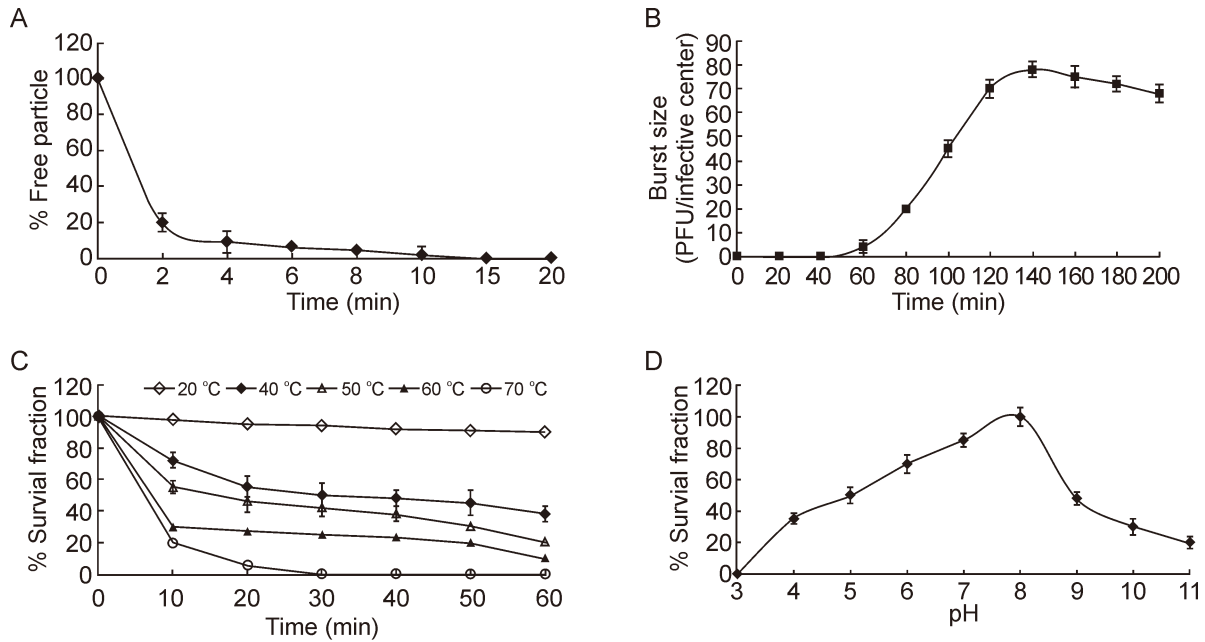 A
120
100
80
60
40
20
0
% Free particle
0 2 4 6 8 10 15 20
Time (min)
B
90
80
70
60
50
40
30
20
10
0
Burst size
(PFU/infective center)
0 20 40 60 80 100 120 140 160 180 200
Time (min)
C
20 °C 40 °C 50 °C 60 °C 70 °C
120
100
80
60
40
20
0
% Survial fraction
0 10 20 30 40 50 60
Time (min)
D
120
100
80
60
40
20
0
% Survial fraction
3 4 5 6 7 8 9 10 11
pH